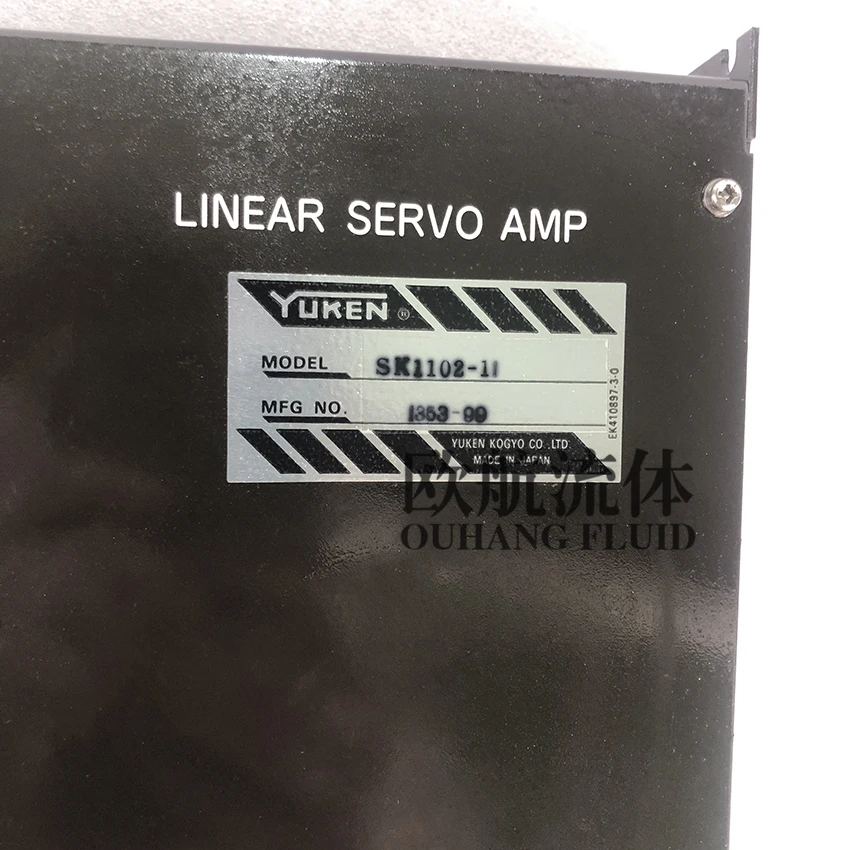 LINEAR SERVO AMP
YUKEN ®
MODEL SK1102-11
MFG NO. 1353-99
EK410897-3-0
YUKEN KOGYO CO.,LTD.
MADE IN JAPAN
欧航流体
OUHANG FLUID